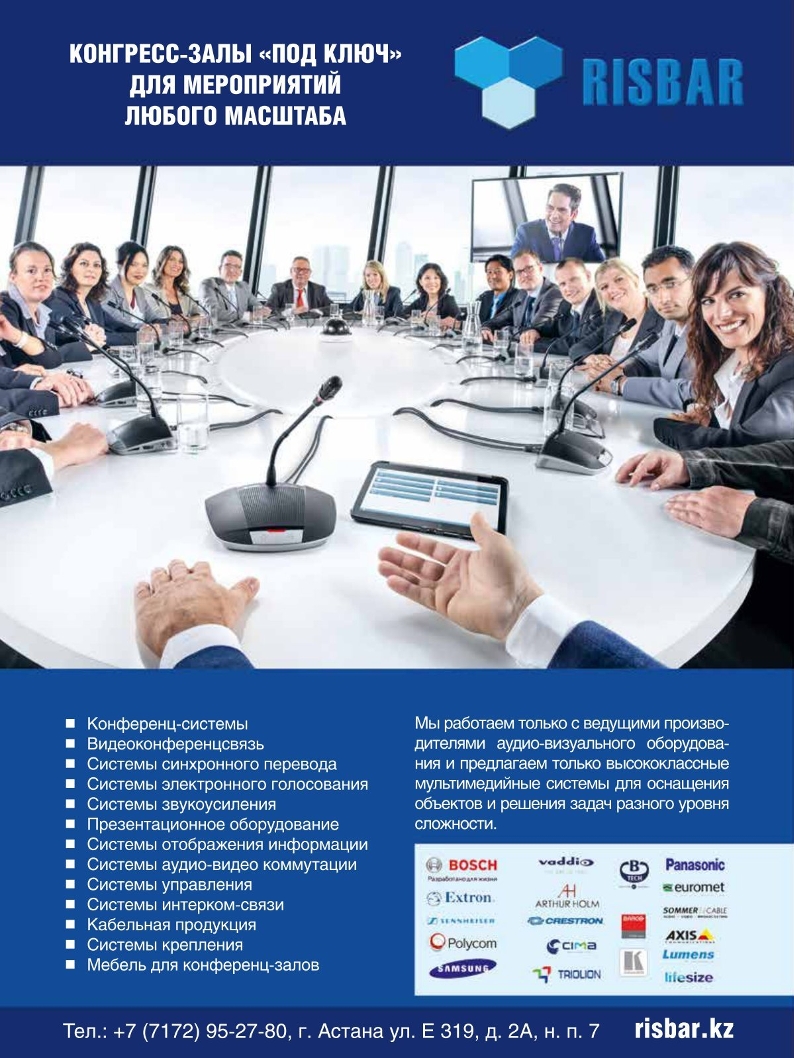 КОНГРЕСС-ЗАЛЫ «ПОД КЛЮЧ»
ДЛЯ МЕРОПРИЯТИЙ
ЛЮБОГО МАСШТАБА
RISBAR
Конференц-системы
Видеоконференцсвязь
Системы синхронного перевода
Системы электронного голосования
Системы звукоусиления
Презентационное оборудование
Системы отображения информации
Системы аудио-видео коммутации
Системы управления
Системы интерком-связи
Кабельная продукция
Системы крепления
Мебель для конференц-залов
Мы работаем только с ведущими произво-
дителями аудио-визуального оборудова-
ния и предлагаем только высококлассные
мультимедийные системы для оснащения
объектов и решения задач разного уровня
сложности.
BOSCH
Разработано для жизни
Extron
SENNHEISER
Polycom
SAMSUNG
vaddio
AH
ARTHUR HOLM
CRESTRON
CIMA
TRIOLION
B
TECH
K
Panasonic
euromet
SOMMER CABLE
AXIS
COMMUNICATIONS
Lumens
lifesize
Тел.: +7 (7172) 95-27-80, г. Астана ул. Е 319, д. 2А, н. п. 7
risbar.kz